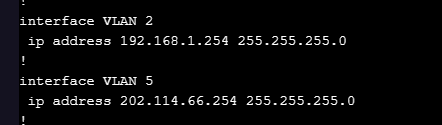 !
interface VLAN 2
 ip address 192.168.1.254 255.255.255.0
!
interface VLAN 5
 ip address 202.114.66.254 255.255.255.0
!